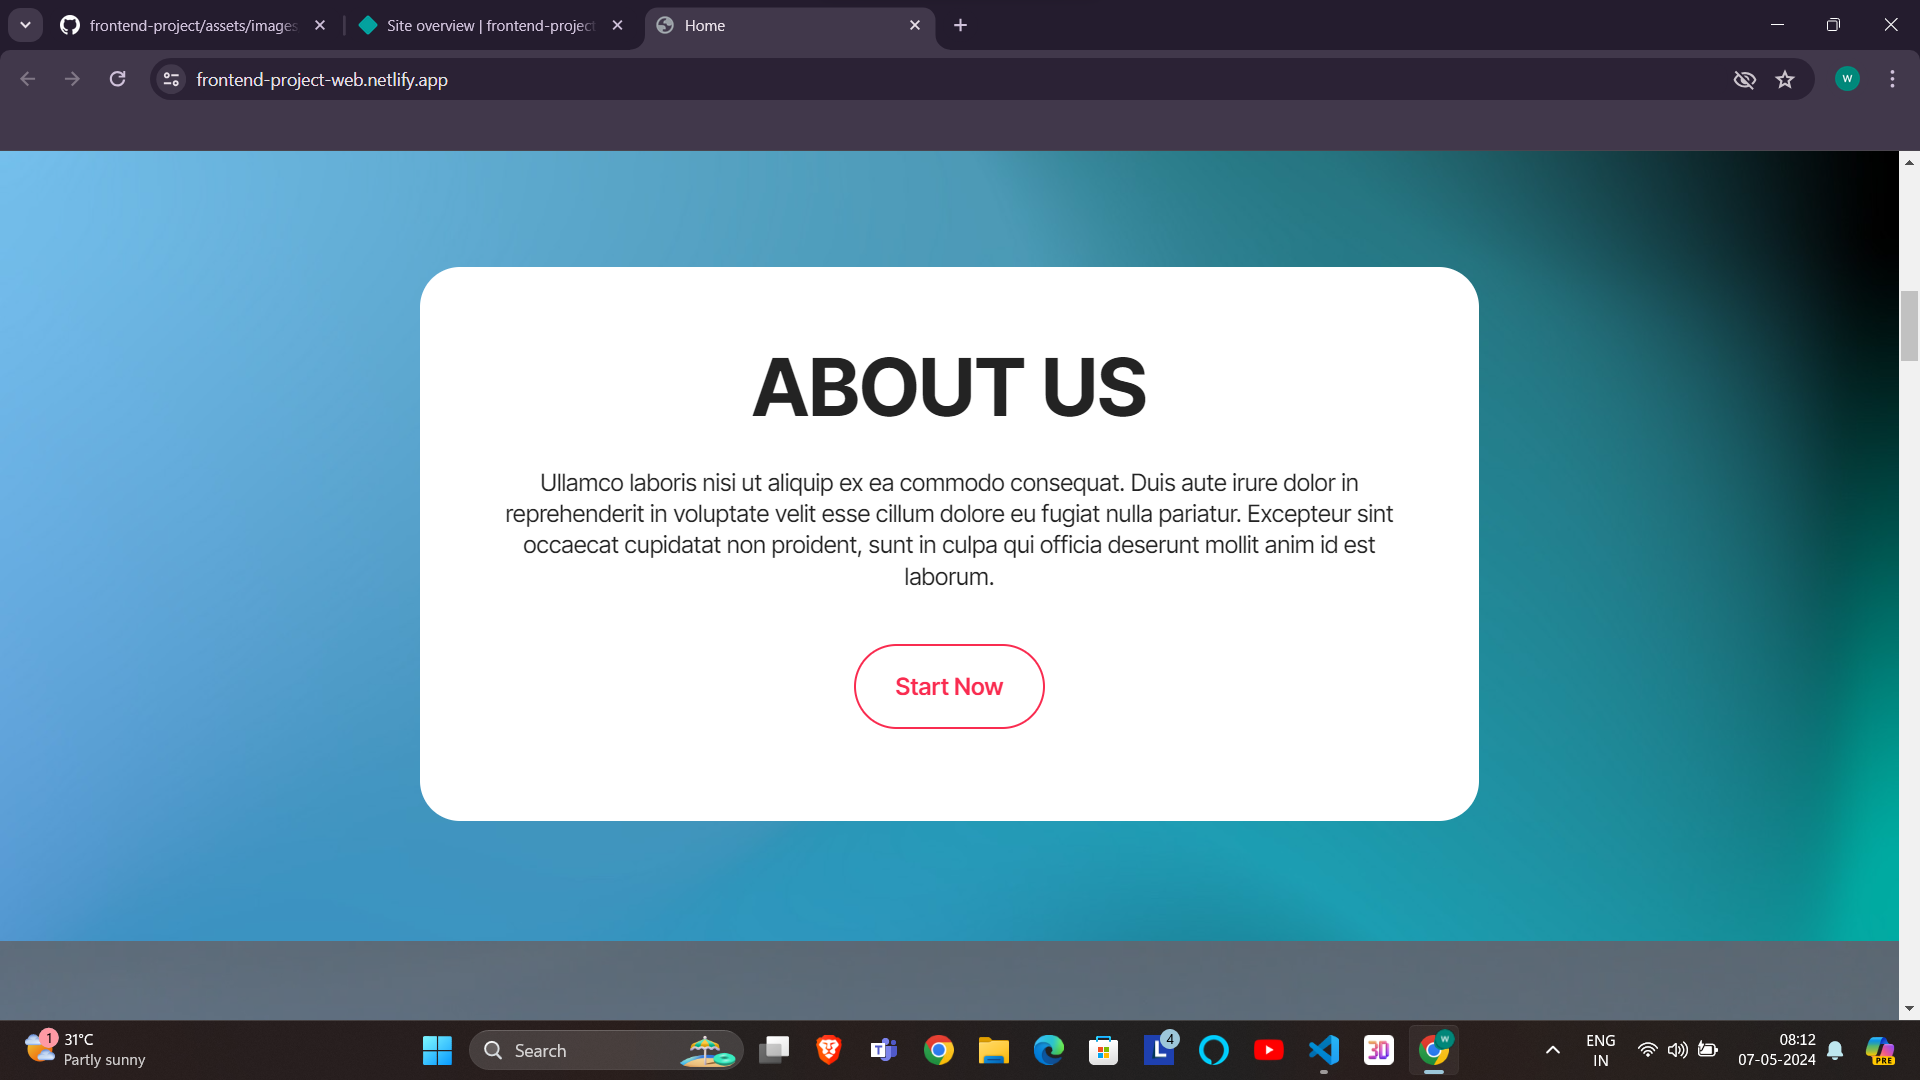 frontend-project/assets/images
Site overview | frontend-project
Home
frontend-project-web.netlify.app
W
ABOUT US
Ullamco laboris nisi ut aliquip ex ea commodo consequat. Duis aute irure dolor in
reprehenderit in voluptate velit esse cillum dolore eu fugiat nulla pariatur. Excepteur sint
occaecat cupidatat non proident, sunt in culpa qui officia deserunt mollit anim id est
laborum.
Start Now
1
31°C
Partly sunny
Search
T
L
4
3D
W
ENG
IN
08:12
07-05-2024
PRE